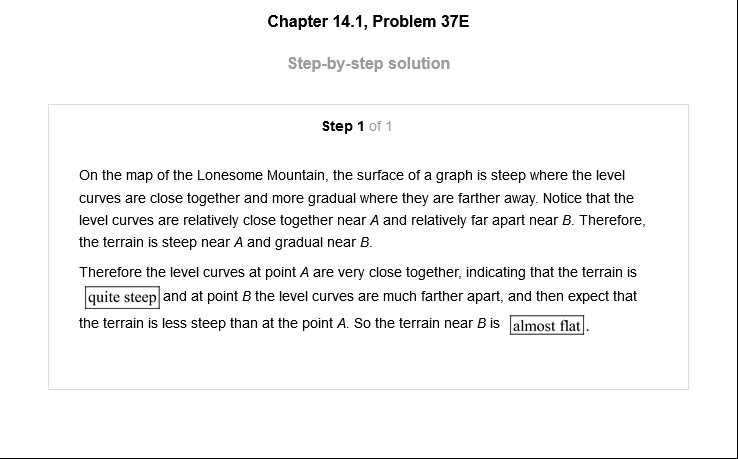 Chapter 14.1, Problem 37E
Step-by-step solution
Step 1 of 1
On the map of the Lonesome Mountain, the surface of a graph is steep where the level
curves are close together and more gradual where they are farther away. Notice that the
level curves are relatively close together near A and relatively far apart near B. Therefore,
the terrain is steep near A and gradual near B.
Therefore the level curves at point A are very close together, indicating that the terrain is
quite steep and at point B the level curves are much farther apart, and then expect that
the terrain is less steep than at the point A. So the terrain near B is almost flat.